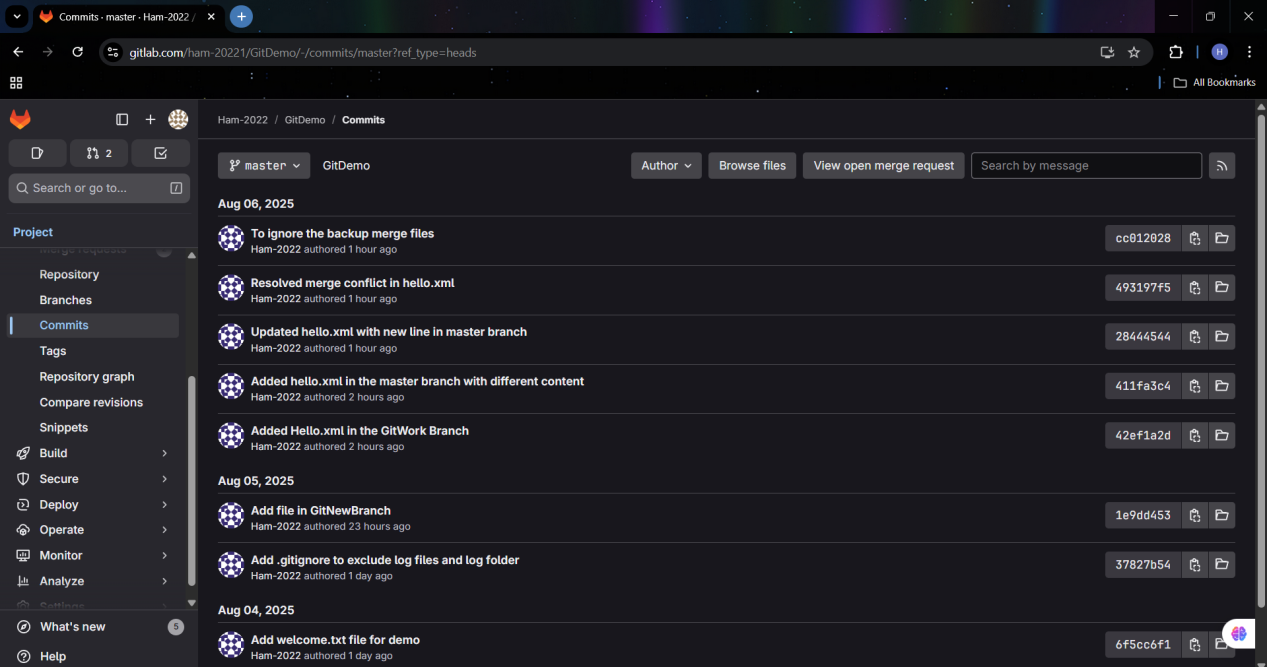 Commits · master · Ham-2022 /
gitlab.com/ham-20221/GitDemo/-/commits/master?ref_type=heads
H
All Bookmarks
2
Search or go to...
/
Project
Merge requests
Repository
Branches
Commits
Tags
Repository graph
Compare revisions
Snippets
Build
Secure
Deploy
Operate
Monitor
Analyze
Settings
What's new
5
Help
Ham-2022 / GitDemo / Commits
master
GitDemo
Author
Browse files
View open merge request
Search by message
Aug 06, 2025
To ignore the backup merge files
Ham-2022 authored 1 hour ago
cc012028
Resolved merge conflict in hello.xml
Ham-2022 authored 1 hour ago
493197f5
Updated hello.xml with new line in master branch
Ham-2022 authored 1 hour ago
28444544
Added hello.xml in the master branch with different content
Ham-2022 authored 2 hours ago
411fa3c4
Added Hello.xml in the GitWork Branch
Ham-2022 authored 2 hours ago
42ef1a2d
Aug 05, 2025
Add file in GitNewBranch
Ham-2022 authored 23 hours ago
1e9dd453
Add .gitignore to exclude log files and log folder
Ham-2022 authored 1 day ago
37827b54
Aug 04, 2025
Add welcome.txt file for demo
Ham-2022 authored 1 day ago
6f5cc6f1